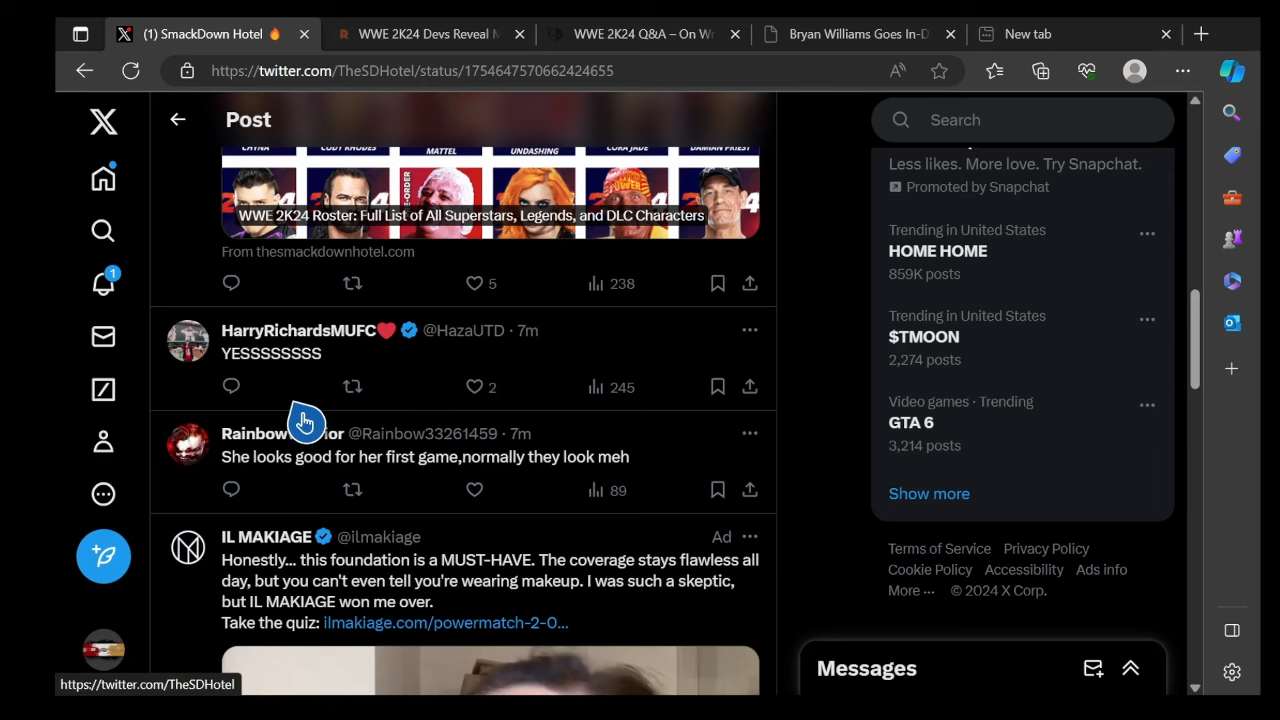 (1) SmackDown Hotel 🔥
WWE 2K24 Devs Reveal M
WWE 2K24 Q&A – On Wr
Bryan Williams Goes In-D
New tab
https://twitter.com/TheSDHotel/status/1754647570662424655
Post
Search
CHYNA
CODY RHODES
MATTEL
UNDASHING
CORA JADE
DAMIAN PRIEST
WWE 2K24 Roster: Full List of All Superstars, Legends, and DLC Characters
From thesmackdownhotel.com
5
238
HarryRichardsMUFC❤️ @HazaUTD · 7m
YESSSSSSSS
2
245
@Rainbow33261459 · 7m
She looks good for her first game,normally they look meh
89
IL MAKIAGE @ilmakiage
Ad
Honestly... this foundation is a MUST-HAVE. The coverage stays flawless all
day, but you can't even tell you're wearing makeup. I was such a skeptic,
but IL MAKIAGE won me over.
Take the quiz: ilmakiage.com/powermatch-2-0...
Less likes. More love. Try Snapchat.
Promoted by Snapchat
Trending in United States
HOME HOME
859K posts
Trending in United States
$TMOON
2,274 posts
Video games · Trending
GTA 6
3,214 posts
Show more
Terms of Service Privacy Policy
Cookie Policy Accessibility Ads info
More ··· © 2024 X Corp.
Messages
1
https://twitter.com/TheSDHotel